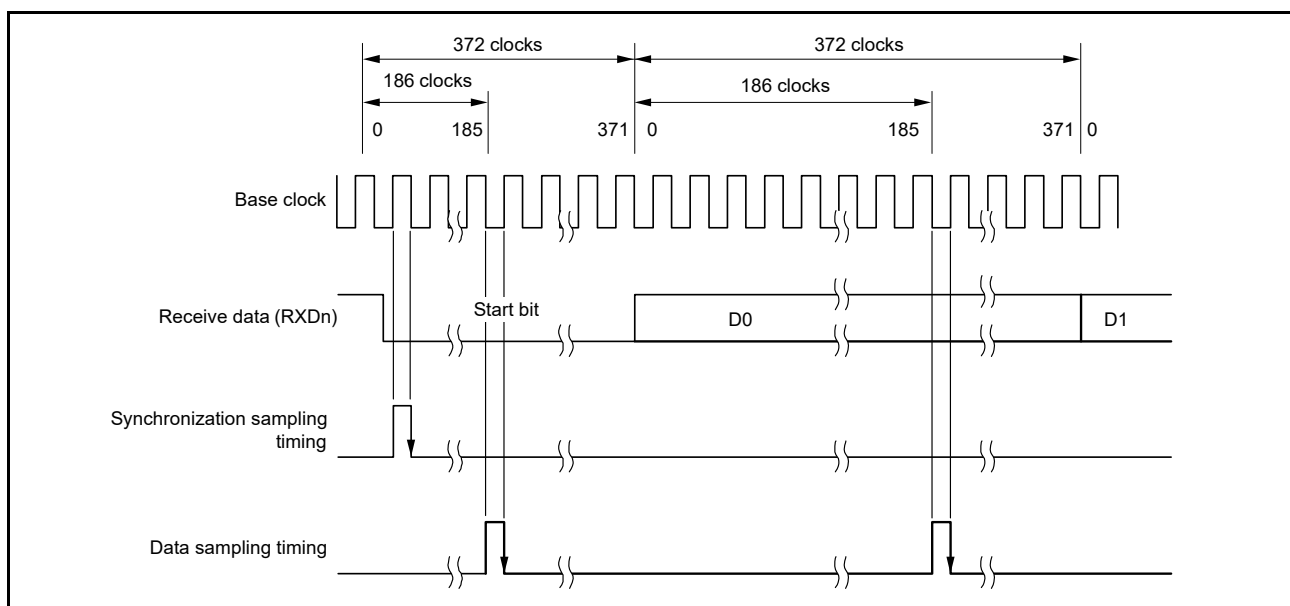 372 clocks
372 clocks
186 clocks
186 clocks
0
185
371
0
185
371
0
Base clock
Receive data (RXDn)
Start bit
D0
D1
Synchronization sampling
timing
Data sampling timing